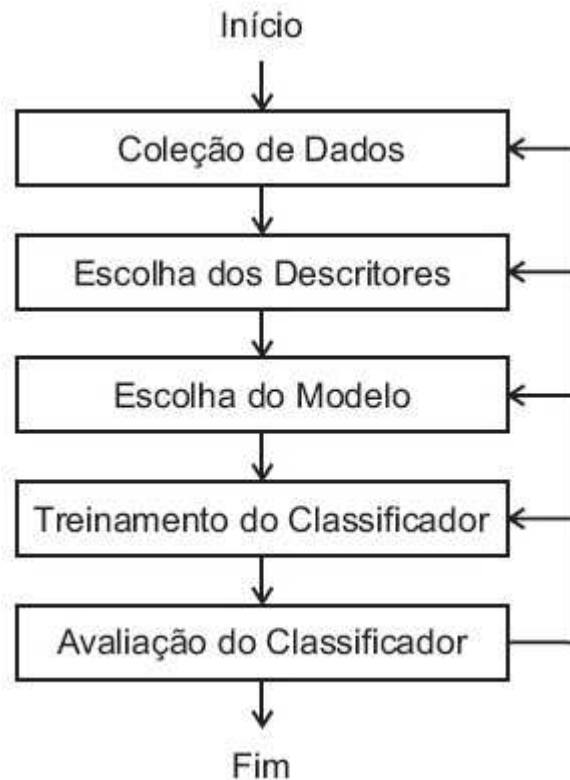 Início
Coleção de Dados
Escolha dos Descritores
Escolha do Modelo
Treinamento do Classificador
Avaliação do Classificador
Fim